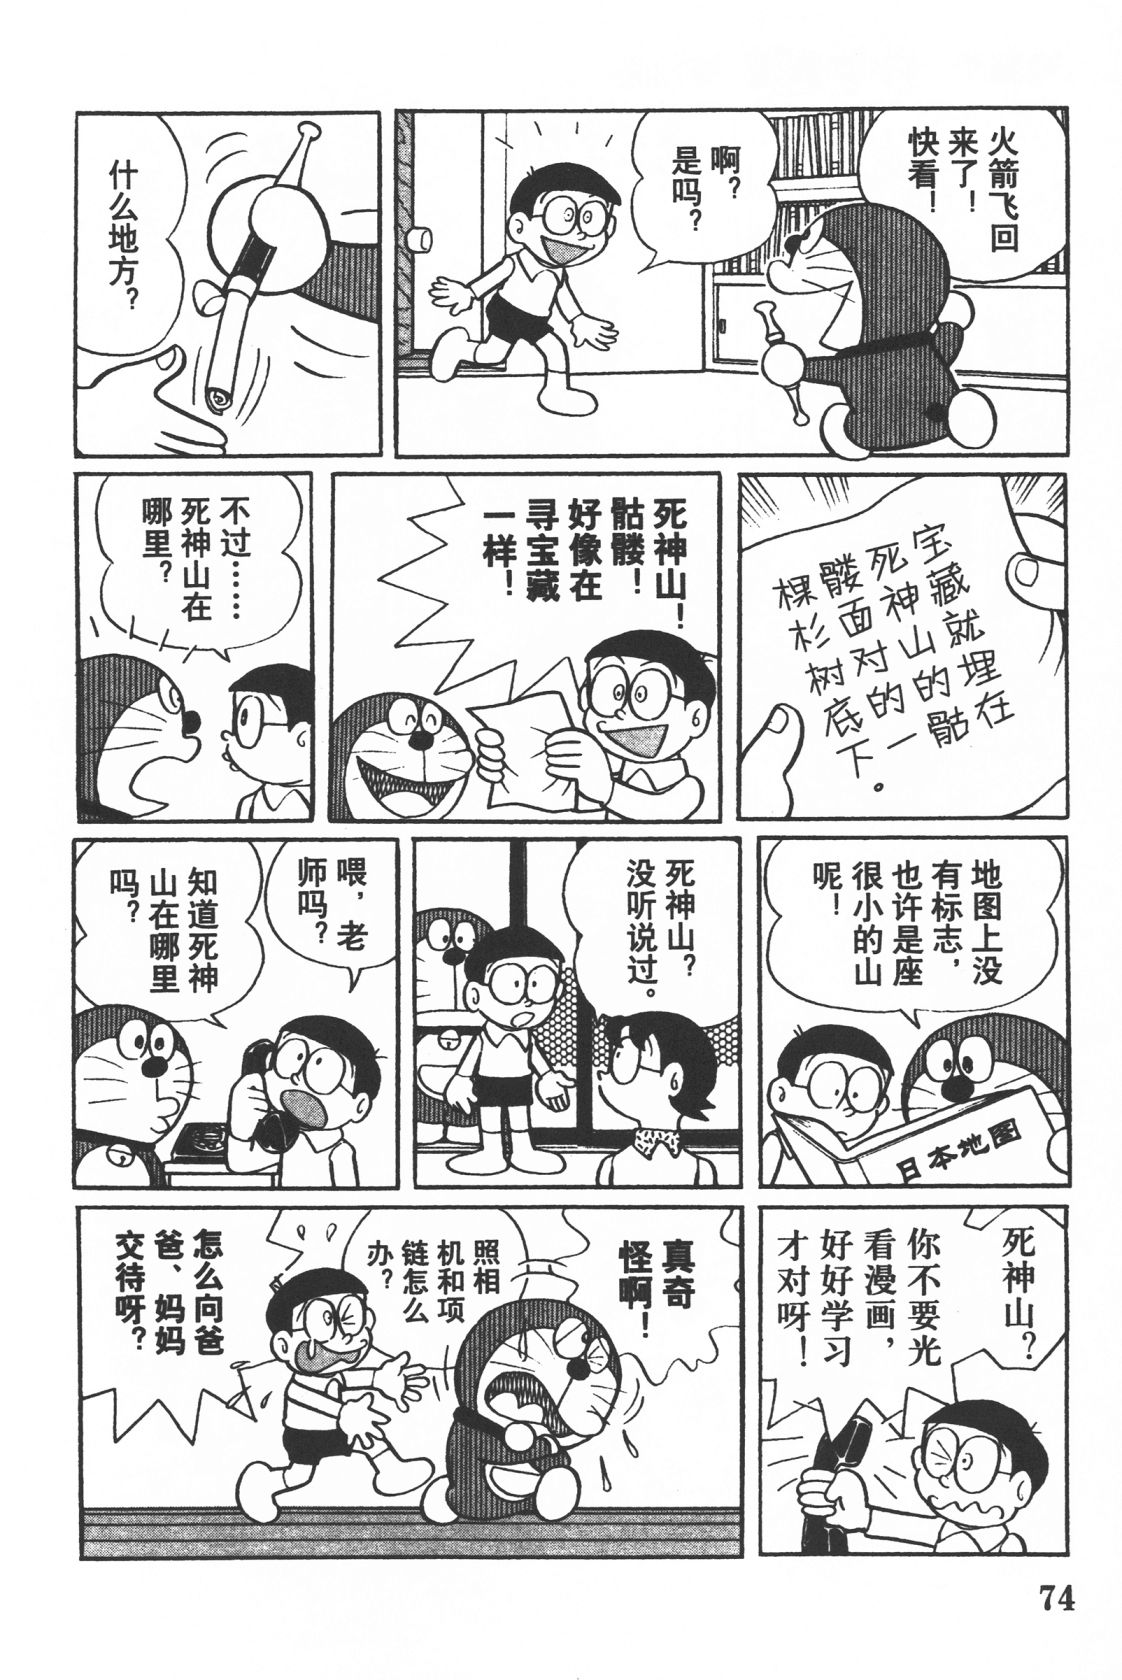 火箭飞回
来了！
快看！
啊？
是吗？
什么地方？
宝藏就埋在
死神山的骷
髅面对的一
棵杉树底下
。
死神山！
骷髅！
好像在
寻宝藏
一样！
不过……
死神山在
哪里？
地图上没
有标志，
也许是座
很小的山
呢！
日本地图
死神山？
没听说过。
喂，老
师吗？
知道死神
山在哪里
吗？
死神山？
你不要光
看漫画，
好好学习
才对呀！
真奇
怪啊！
照相
机和项
链怎么
办？
怎么向爸
爸、妈妈
交待呀？
74